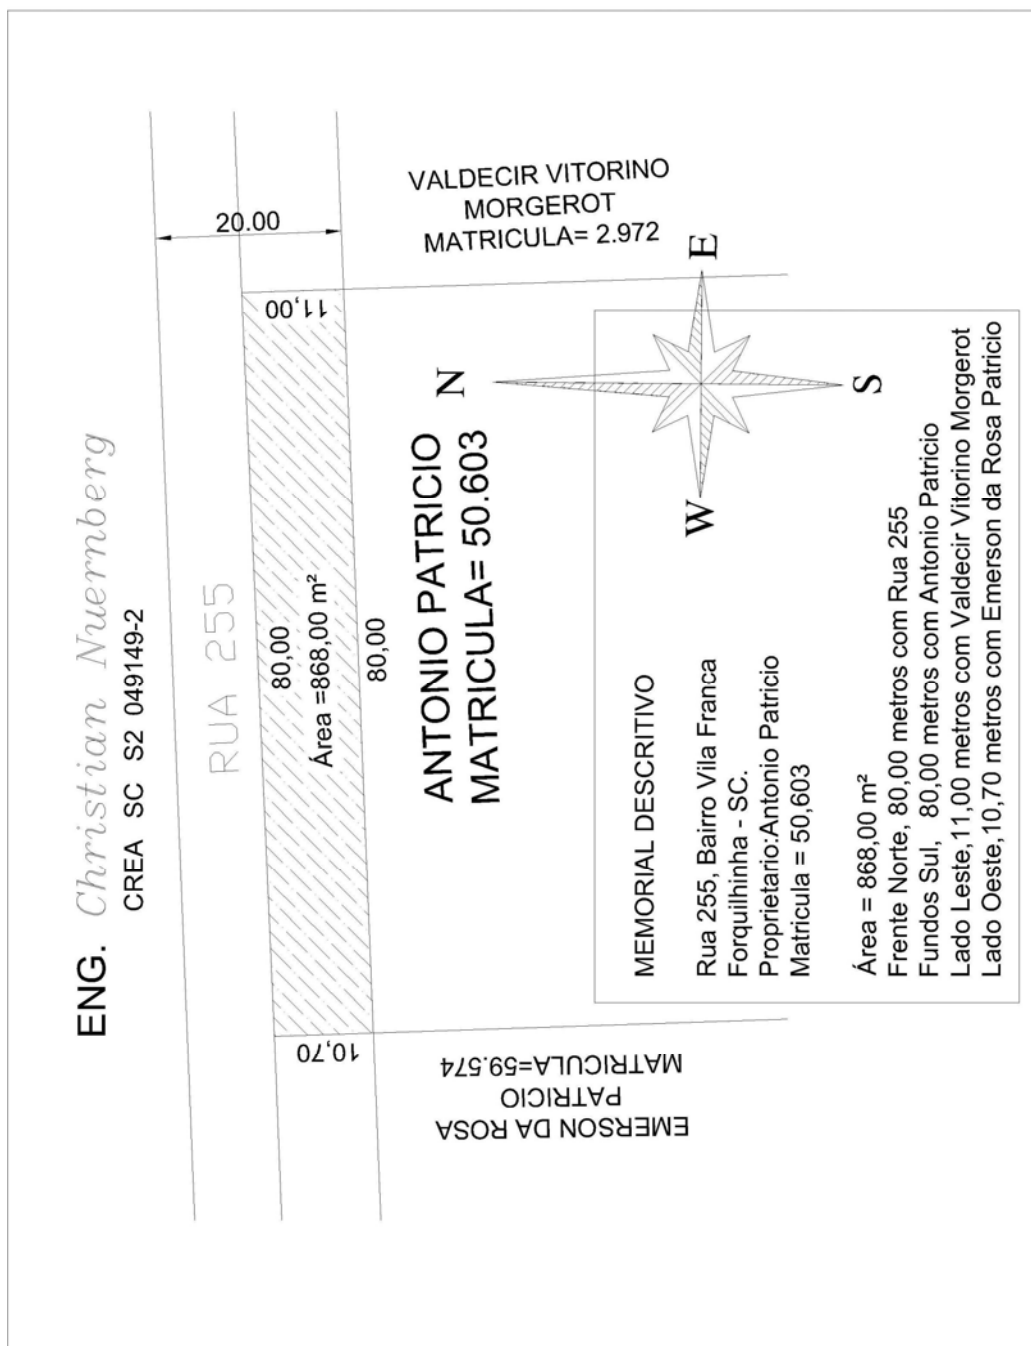 ENG. Christian Nuernberg
CREA SC S2 049149-2
RUA 255
20.00
VALDECIR VITORINO
MORGEROT
MATRICULA= 2.972
80,00
Área =868,00 m²
11,00
10,70
80,00
EMERSON DA ROSA
PATRICIO
MATRICULA=59.574
ANTONIO PATRICIO
MATRICULA= 50.603
N
E
W
S
MEMORIAL DESCRITIVO
Rua 255, Bairro Vila Franca
Forquilhinha - SC.
Proprietario:Antonio Patricio
Matricula = 50,603
Área = 868,00 m²
Frente Norte, 80,00 metros com Rua 255
Fundos Sul, 80,00 metros com Antonio Patricio
Lado Leste,11,00 metros com Valdecir Vitorino Morgerot
Lado Oeste,10,70 metros com Emerson da Rosa Patricio